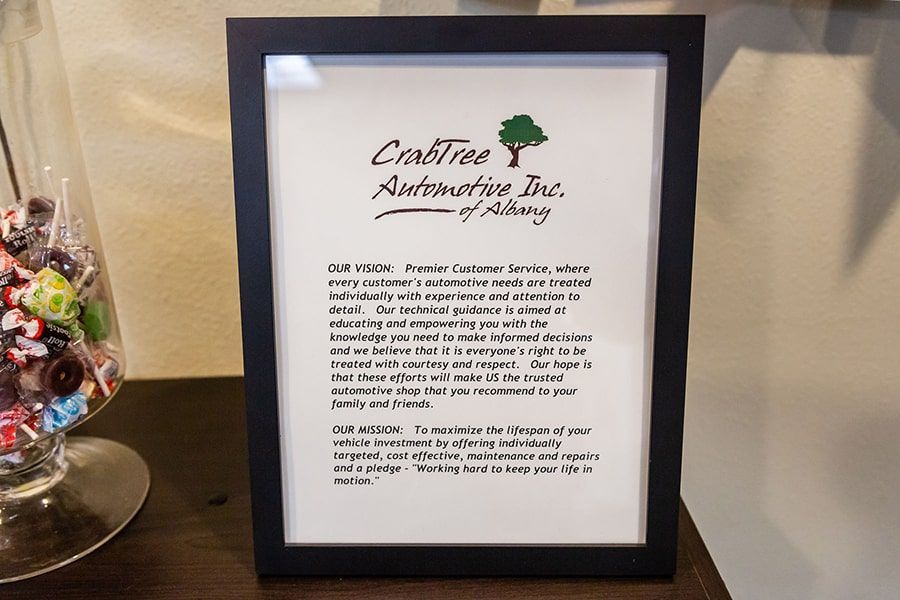 CrabTree
Automotive Inc.
of Albany
OUR VISION: Premier Customer Service, where
every customer's automotive needs are treated
individually with experience and attention to
detail. Our technical guidance is aimed at
educating and empowering you with the
knowledge you need to make informed decisions
and we believe that it is everyone's right to be
treated with courtesy and respect. Our hope is
that these efforts will make US the trusted
automotive shop that you recommend to your
family and friends.
OUR MISSION: To maximize the lifespan of your
vehicle investment by offering individually
targeted, cost effective, maintenance and repairs
and a pledge - "Working hard to keep your life in
motion."